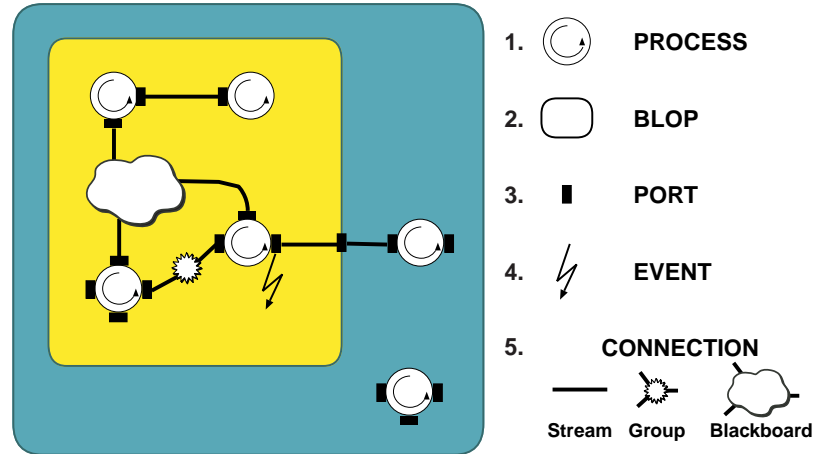 1. PROCESS
2. BLOP
3. PORT
4. EVENT
5. CONNECTION
Stream Group Blackboard